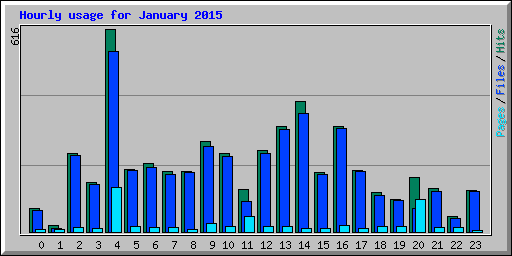 Hourly usage for January 2015
616
Pages / Files / Hits
0 1 2 3 4 5 6 7 8 9 10 11 12 13 14 15 16 17 18 19 20 21 22 23